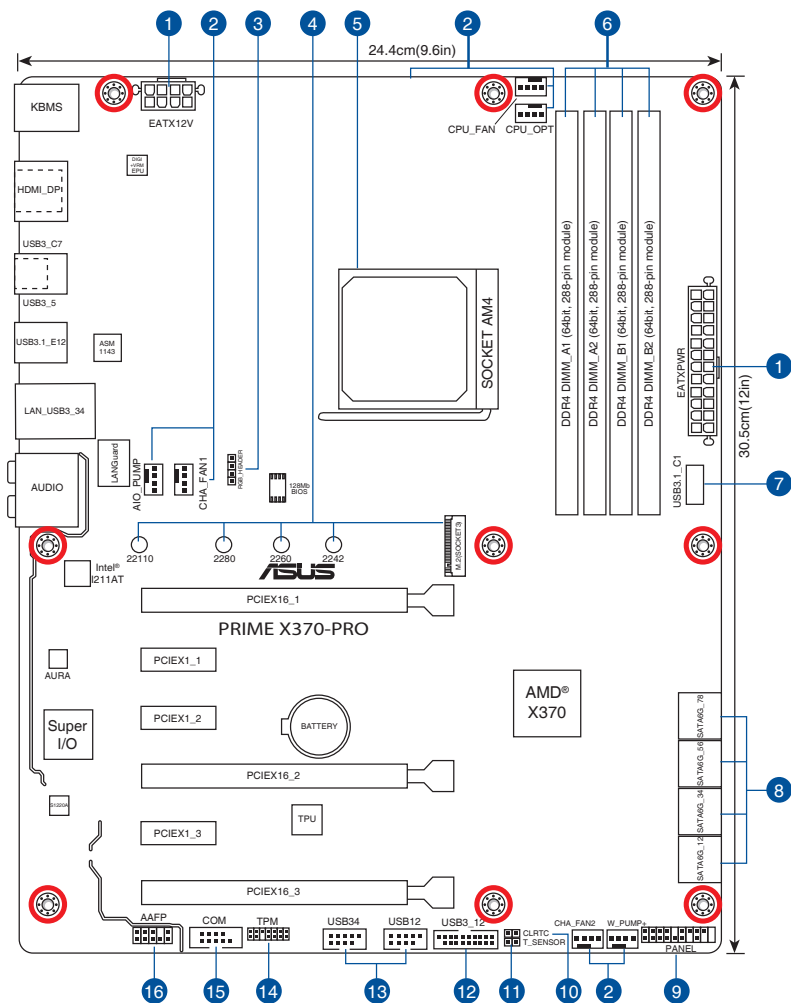 1
2
3
4
5
2
6
24.4cm(9.6in)
KBMS
EATX12V
CPU_FAN
CPU_OPT
DIGI
+VRM
EPU
HDMI_DP
USB3_C7
USB3_5
USB3.1_E12
ASM
1143
LAN_USB3_34
LANGuard
AUDIO
AIO_PUMP
CHA_FAN1
RGB_HEADER
128Mb
BIOS
SOCKET AM4
DDR4 DIMM_A1 (64bit, 288-pin module)
DDR4 DIMM_A2 (64bit, 288-pin module)
DDR4 DIMM_B1 (64bit, 288-pin module)
DDR4 DIMM_B2 (64bit, 288-pin module)
EATXPWR
1
30.5cm(12in)
USB3.1_C1
7
22110
2280
2260
2242
M.2(SOCKET3)
Intel®
I211AT
ASUS
PCIEX16_1
PRIME X370-PRO
PCIEX1_1
AURA
AMD®
X370
PCIEX1_2
BATTERY
Super
I/O
PCIEX16_2
S1220A
TPU
PCIEX1_3
SATA6G_78
SATA6G_56
SATA6G_34
SATA6G_12
8
PCIEX16_3
AAFP
COM
TPM
USB34
USB12
USB3_12
CLRTC
T_SENSOR
CHA_FAN2
W_PUMP+
PANEL
16
15
14
13
12
11
10
2
9